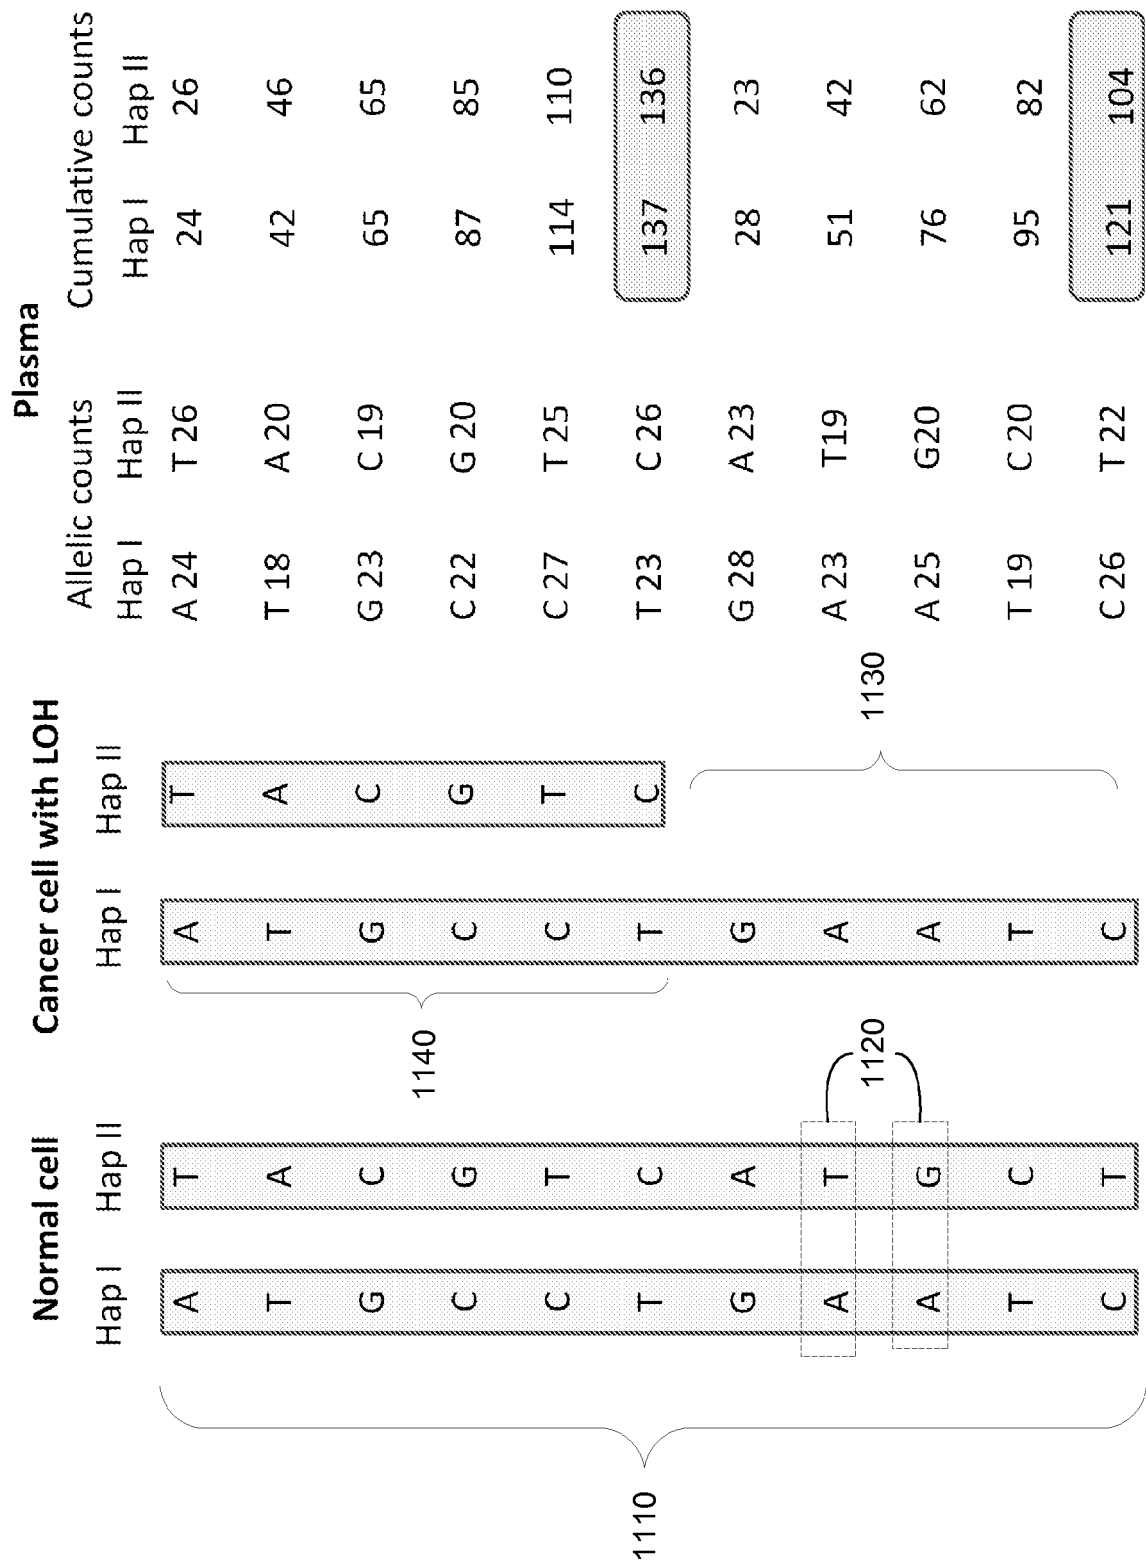 Normal cell Cancer cell with LOH Plasma
Allelic counts Cumulative counts
Hap I Hap II Hap I Hap II Hap I Hap II Hap I Hap II
A T A T A 24 T 26 24 26
T A T A T 18 A 20 42 46
G C G C G 23 C 19 65 65
1140
C G C G C 22 G 20 87 85
C T C T C 27 T 25 114 110
1110
T C T C T 23 C 26 137 136
G A G G 28 A 23 28 23
A T A A 23 T19 51 42
1120 1130
A G A A 25 G20 76 62
T C T T 19 C 20 95 82
C T C C 26 T 22 121 104